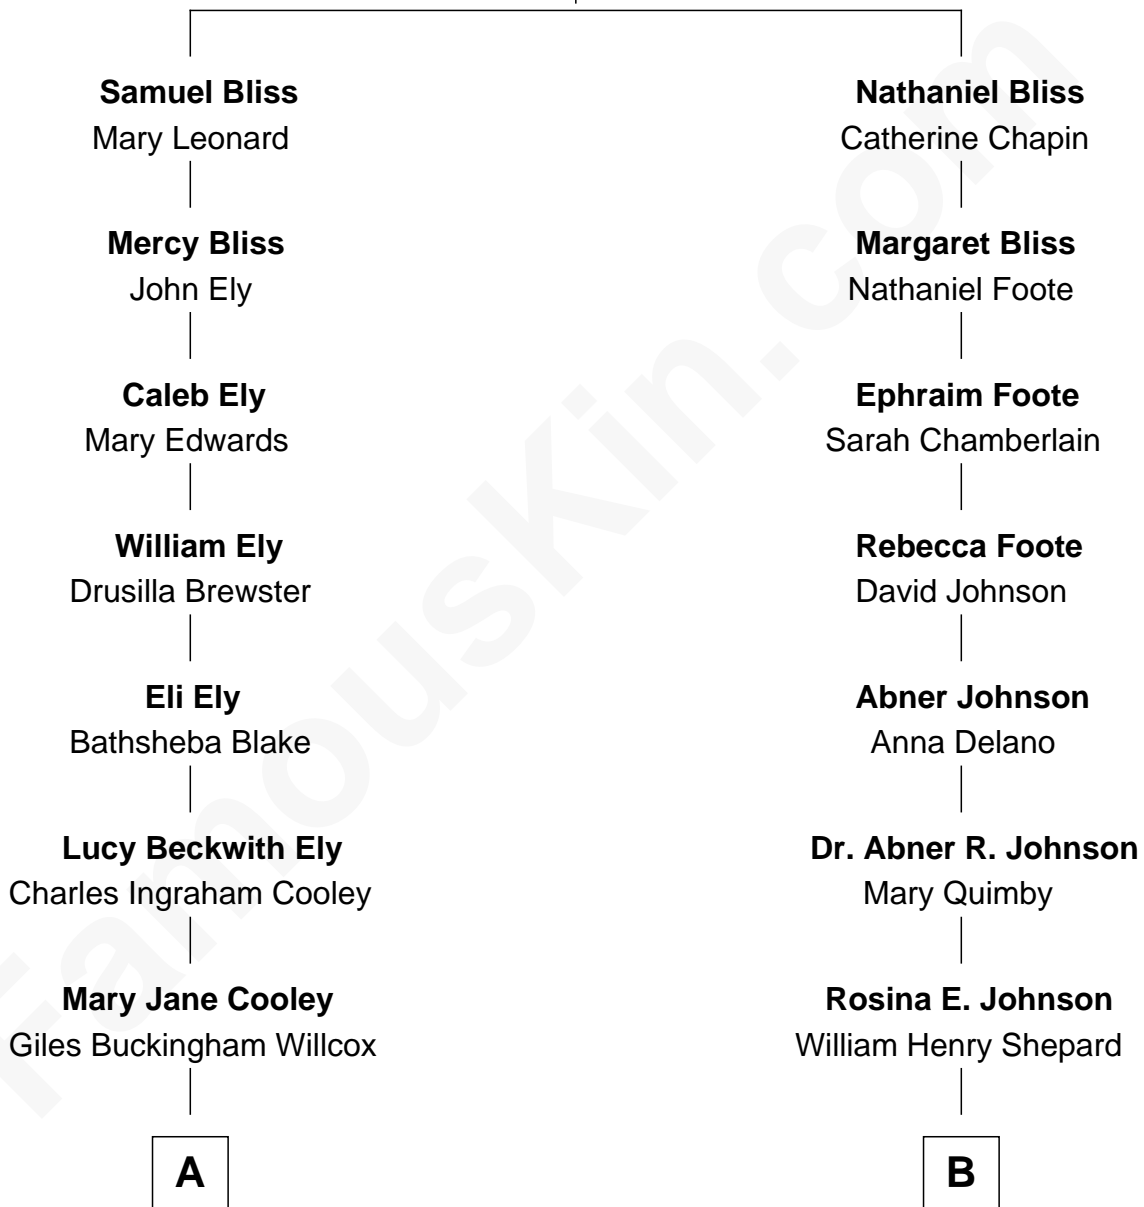 Samuel Bliss
Mary Leonard
Mercy Bliss
John Ely
Caleb Ely
Mary Edwards
William Ely
Drusilla Brewster
Eli Ely
Bathsheba Blake
Lucy Beckwith Ely
Charles Ingraham Cooley
Mary Jane Cooley
Giles Buckingham Willcox
A
Nathaniel Bliss
Catherine Chapin
Margaret Bliss
Nathaniel Foote
Ephraim Foote
Sarah Chamberlain
Rebecca Foote
David Johnson
Abner Johnson
Anna Delano
Dr. Abner R. Johnson
Mary Quimby
Rosina E. Johnson
William Henry Shepard
B
FamousKin.com